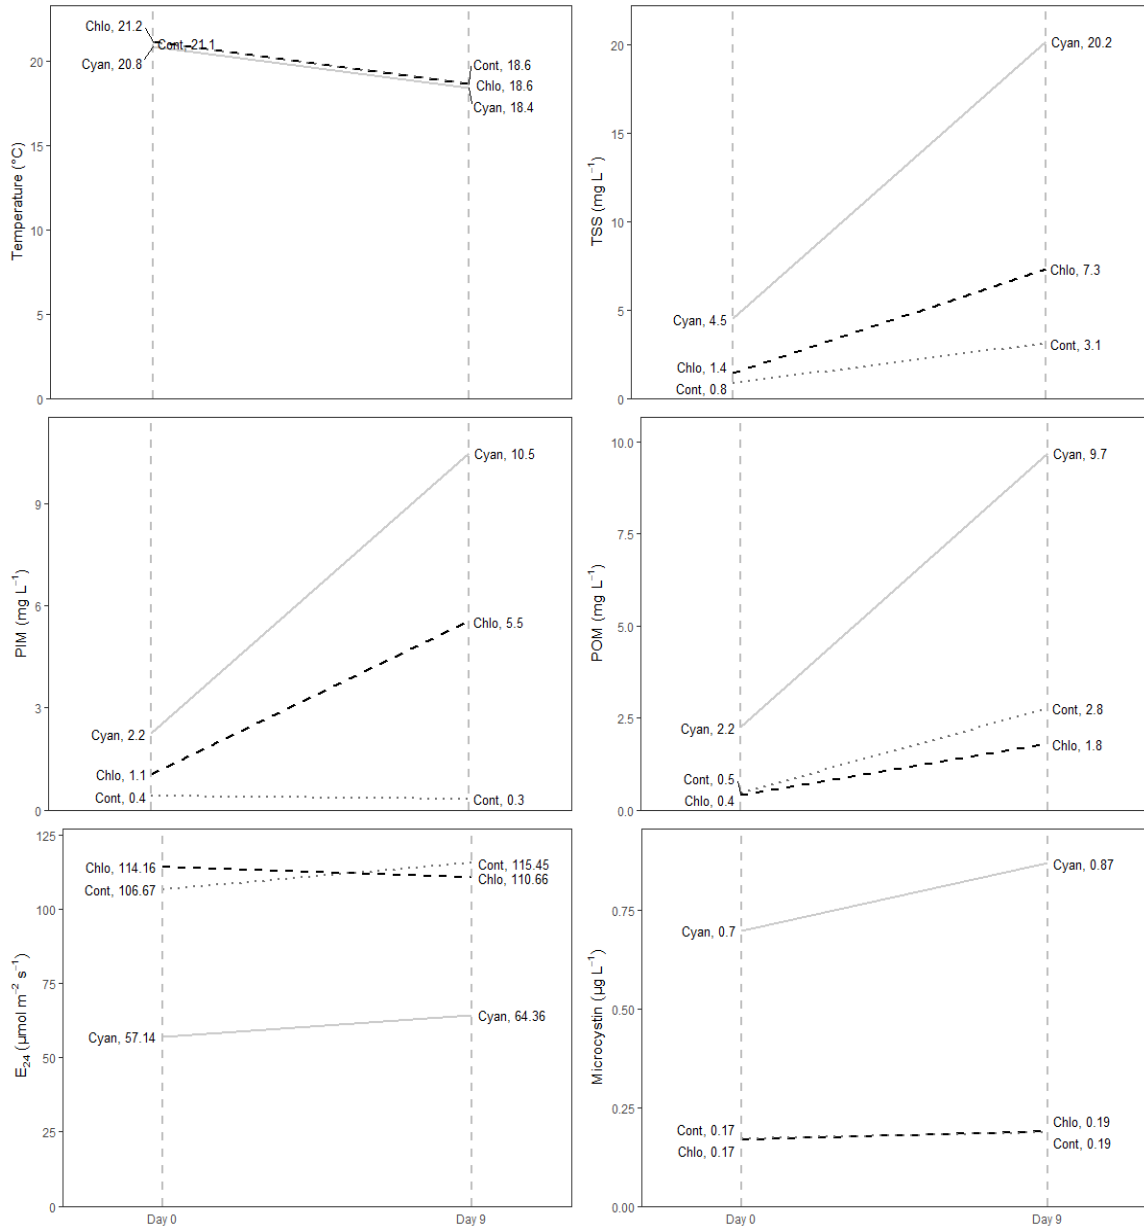 Temperature (°C)
20
15
10
5
0
Chlo, 21.2
Cont, 21.1
Cyan, 20.8
Cont, 18.6
Chlo, 18.6
Cyan, 18.4
TSS (mg L⁻¹)
20
15
10
5
0
Cyan, 4.5
Chlo, 1.4
Cont, 0.8
Cyan, 20.2
Chlo, 7.3
Cont, 3.1
PIM (mg L⁻¹)
9
6
3
0
Cyan, 2.2
Chlo, 1.1
Cont, 0.4
Cyan, 10.5
Chlo, 5.5
Cont, 0.3
POM (mg L⁻¹)
10.0
7.5
5.0
2.5
0.0
Cyan, 2.2
Cont, 0.5
Chlo, 0.4
Cyan, 9.7
Cont, 2.8
Chlo, 1.8
E₂₄ (µmol m⁻² s⁻¹)
125
100
75
50
25
0
Chlo, 114.16
Cont, 106.67
Cyan, 57.14
Cont, 115.45
Chlo, 110.66
Cyan, 64.36
Day 0
Day 9
Microcystin (µg L⁻¹)
0.75
0.50
0.25
0.00
Cyan, 0.7
Cont, 0.17
Chlo, 0.17
Cyan, 0.87
Chlo, 0.19
Cont, 0.19
Day 0
Day 9